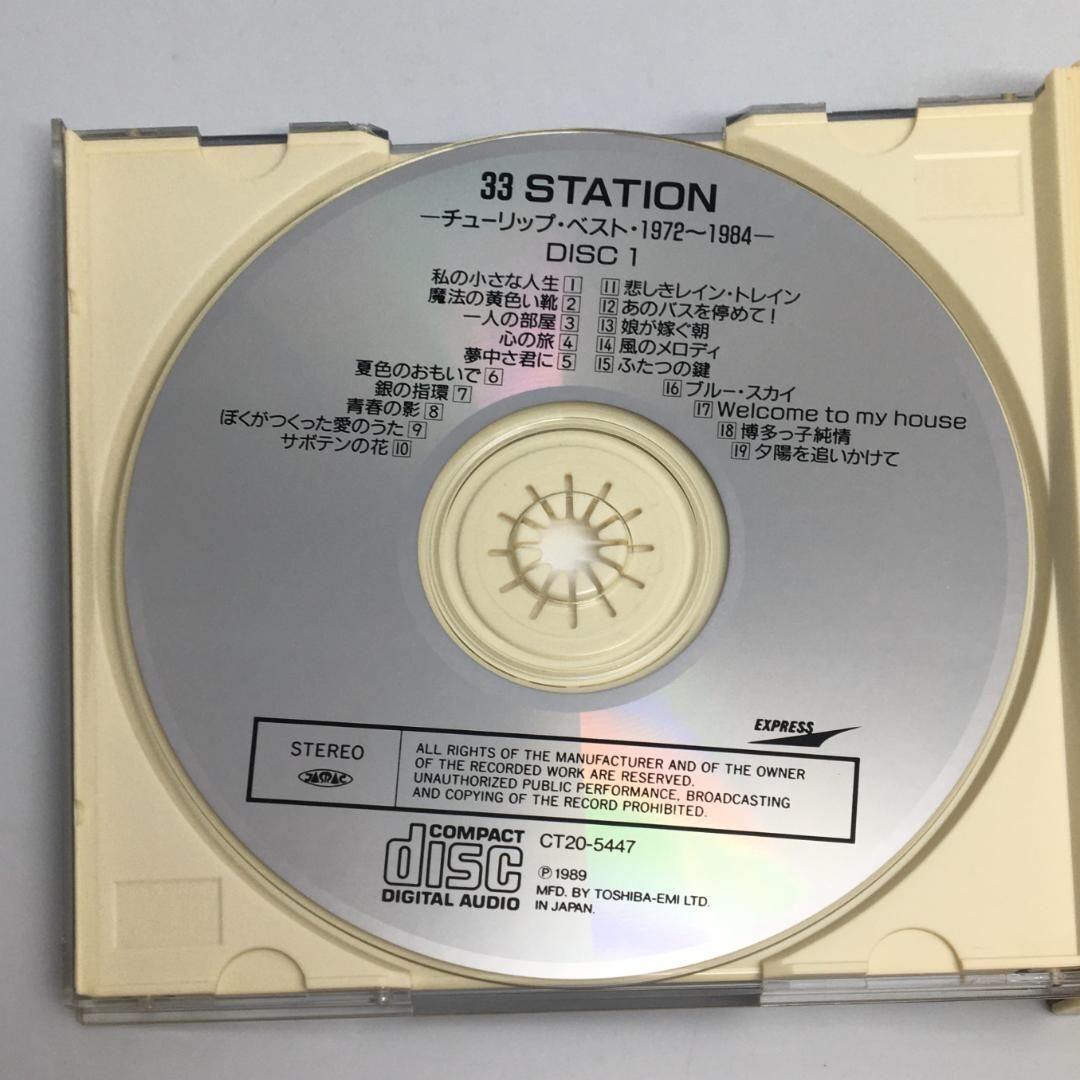 33 STATION
—チューリップ・ベスト・1972～1984—
DISC 1
私の小さな人生 1
魔法の黄色い靴 2
一人の部屋 3
心の旅 4
夢中さ君に 5
夏色のおもいで 6
銀の指環 7
青春の影 8
ぼくがつくった愛のうた 9
サボテンの花 10
11 悲しきレイン・トレイン
12 あのバスを停めて!
13 娘が嫁ぐ朝
14 風のメロディ
15 ふたつの鍵
16 ブルー・スカイ
17 Welcome to my house
18 博多っ子純情
19 夕陽を追いかけて
EXPRESS
STEREO
JASRAC
ALL RIGHTS OF THE MANUFACTURER AND OF THE OWNER
OF THE RECORDED WORK ARE RESERVED.
UNAUTHORIZED PUBLIC PERFORMANCE, BROADCASTING
AND COPYING OF THE RECORD PROHIBITED.
COMPACT
disc
DIGITAL AUDIO
CT20-5447
Ⓟ1989
MFD. BY TOSHIBA-EMI LTD.
IN JAPAN.